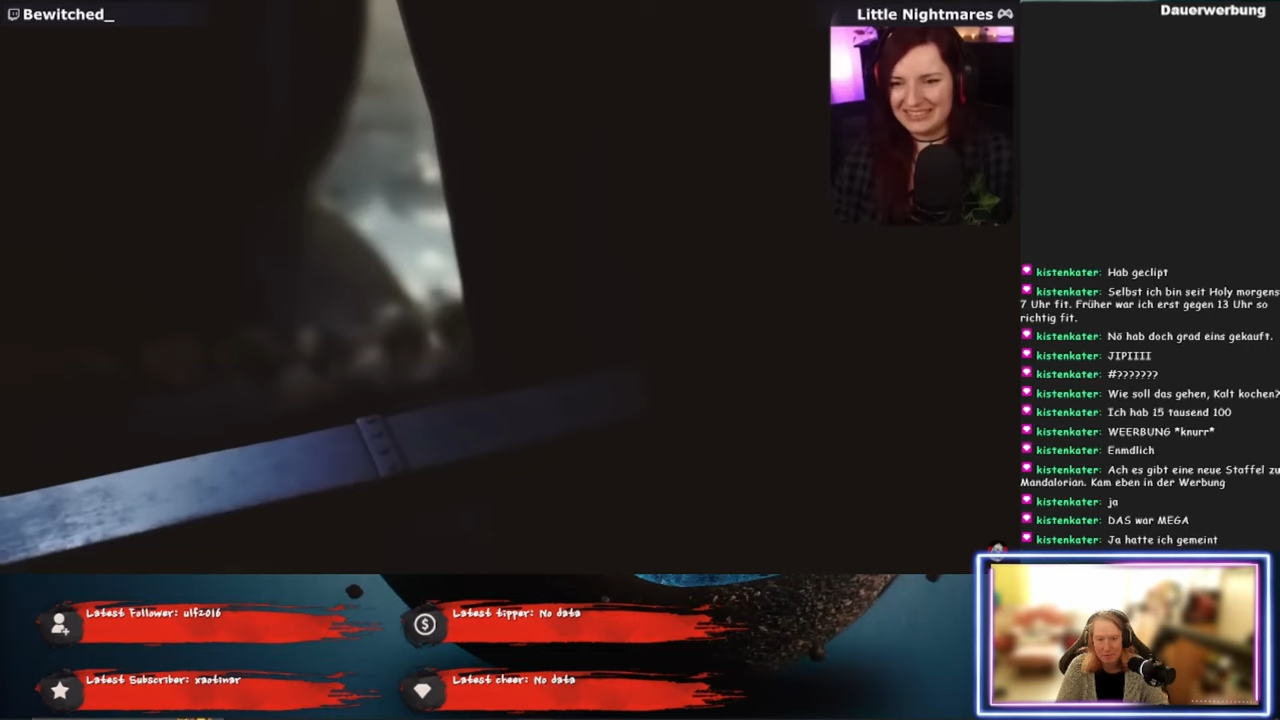 Bewitched_
Little Nightmares
Dauerwerbung
kistenkater: Hab geclipt
kistenkater: Selbst ich bin seit Holy morgens
7 Uhr fit. Früher war ich erst gegen 13 Uhr so
richtig fit.
kistenkater: Nö hab doch grad eins gekauft.
kistenkater: JIPIIII
kistenkater: #???????
kistenkater: Wie soll das gehen, Kalt kochen?
kistenkater: Ich hab 15 tausend 100
kistenkater: WEERBUNG *knurr*
kistenkater: Enmdlich
kistenkater: Ach es gibt eine neue Staffel zu
Mandalorian. Kam eben in der Werbung
kistenkater: ja
kistenkater: DAS war MEGA
kistenkater: Ja hatte ich gemeint
Latest Follower: ulf2016
Latest tipper: No data
Latest Subscriber: xaotinar
Latest cheer: No data